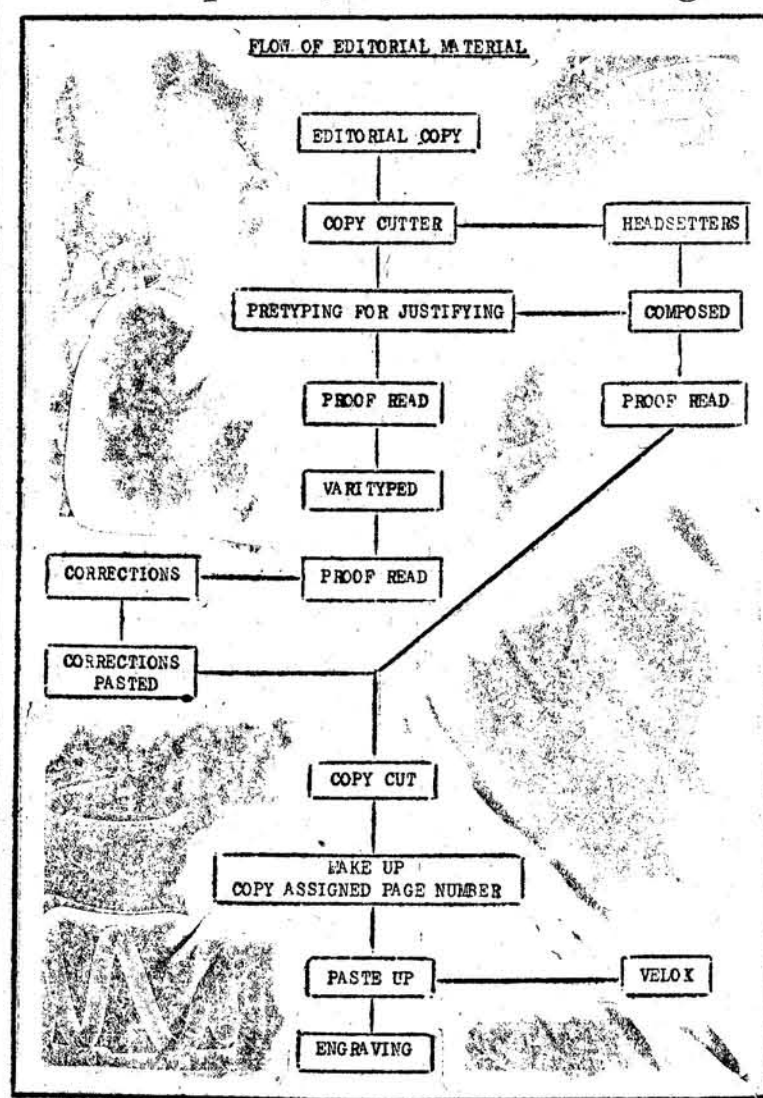 FLOW OF EDITORIAL MATERIAL
EDITORIAL COPY
COPY CUTTER
HEADSETTERS
PRETYPING FOR JUSTIFYING
COMPOSED
PROOF READ
PROOF READ
VARITYPED
CORRECTIONS
PROOF READ
CORRECTIONS
PASTED
COPY CUT
MAKE UP
COPY ASSIGNED PAGE NUMBER
PASTE UP
VELOX
ENGRAVING